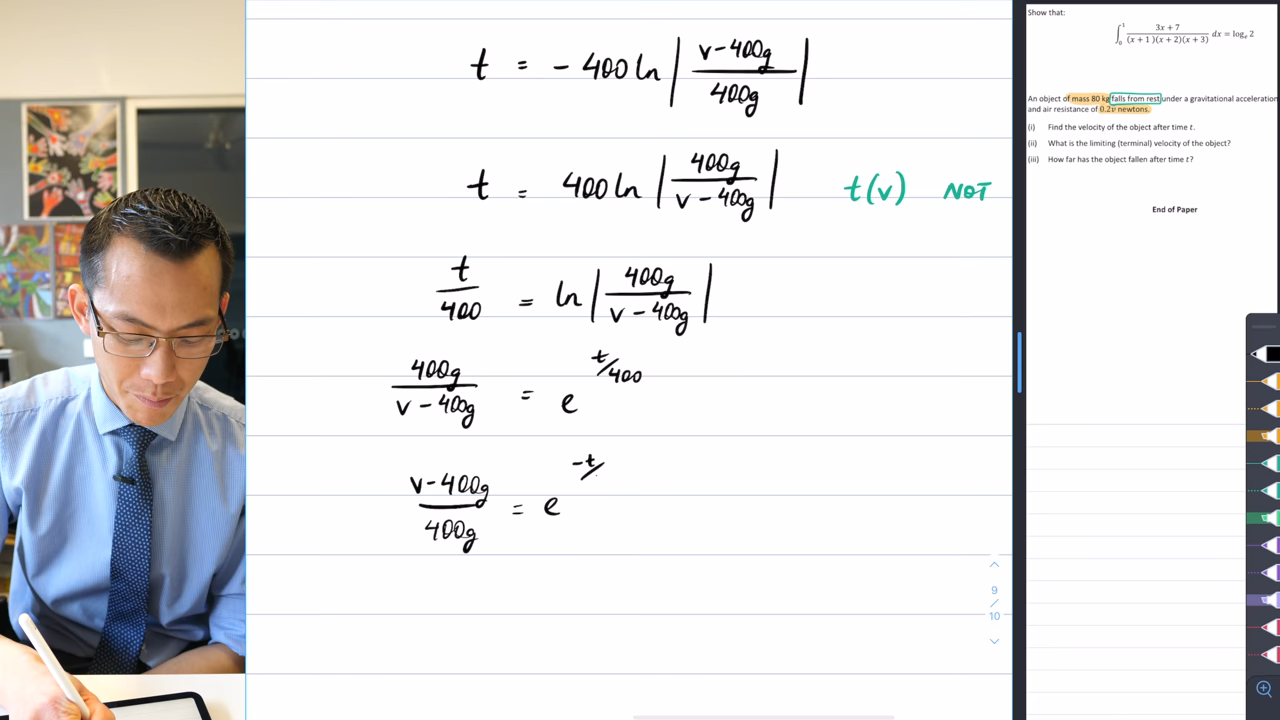 t = - 400 ln | v - 400g / 400g |
t = 400 ln | 400g / v - 400g | t(v) NOT
t / 400 = ln | 400g / v - 400g |
400g / v - 400g = e^t/400
v - 400g / 400g = e^-t/
9
/
10
Show that:
∫₀¹ 3x + 7 / (x + 1)(x + 2)(x + 3) dx = logₑ 2
An object of mass 80 kg falls from rest under a gravitational acceleration
and air resistance of 0.2v newtons.
(i) Find the velocity of the object after time t.
(ii) What is the limiting (terminal) velocity of the object?
(iii) How far has the object fallen after time t?
End of Paper